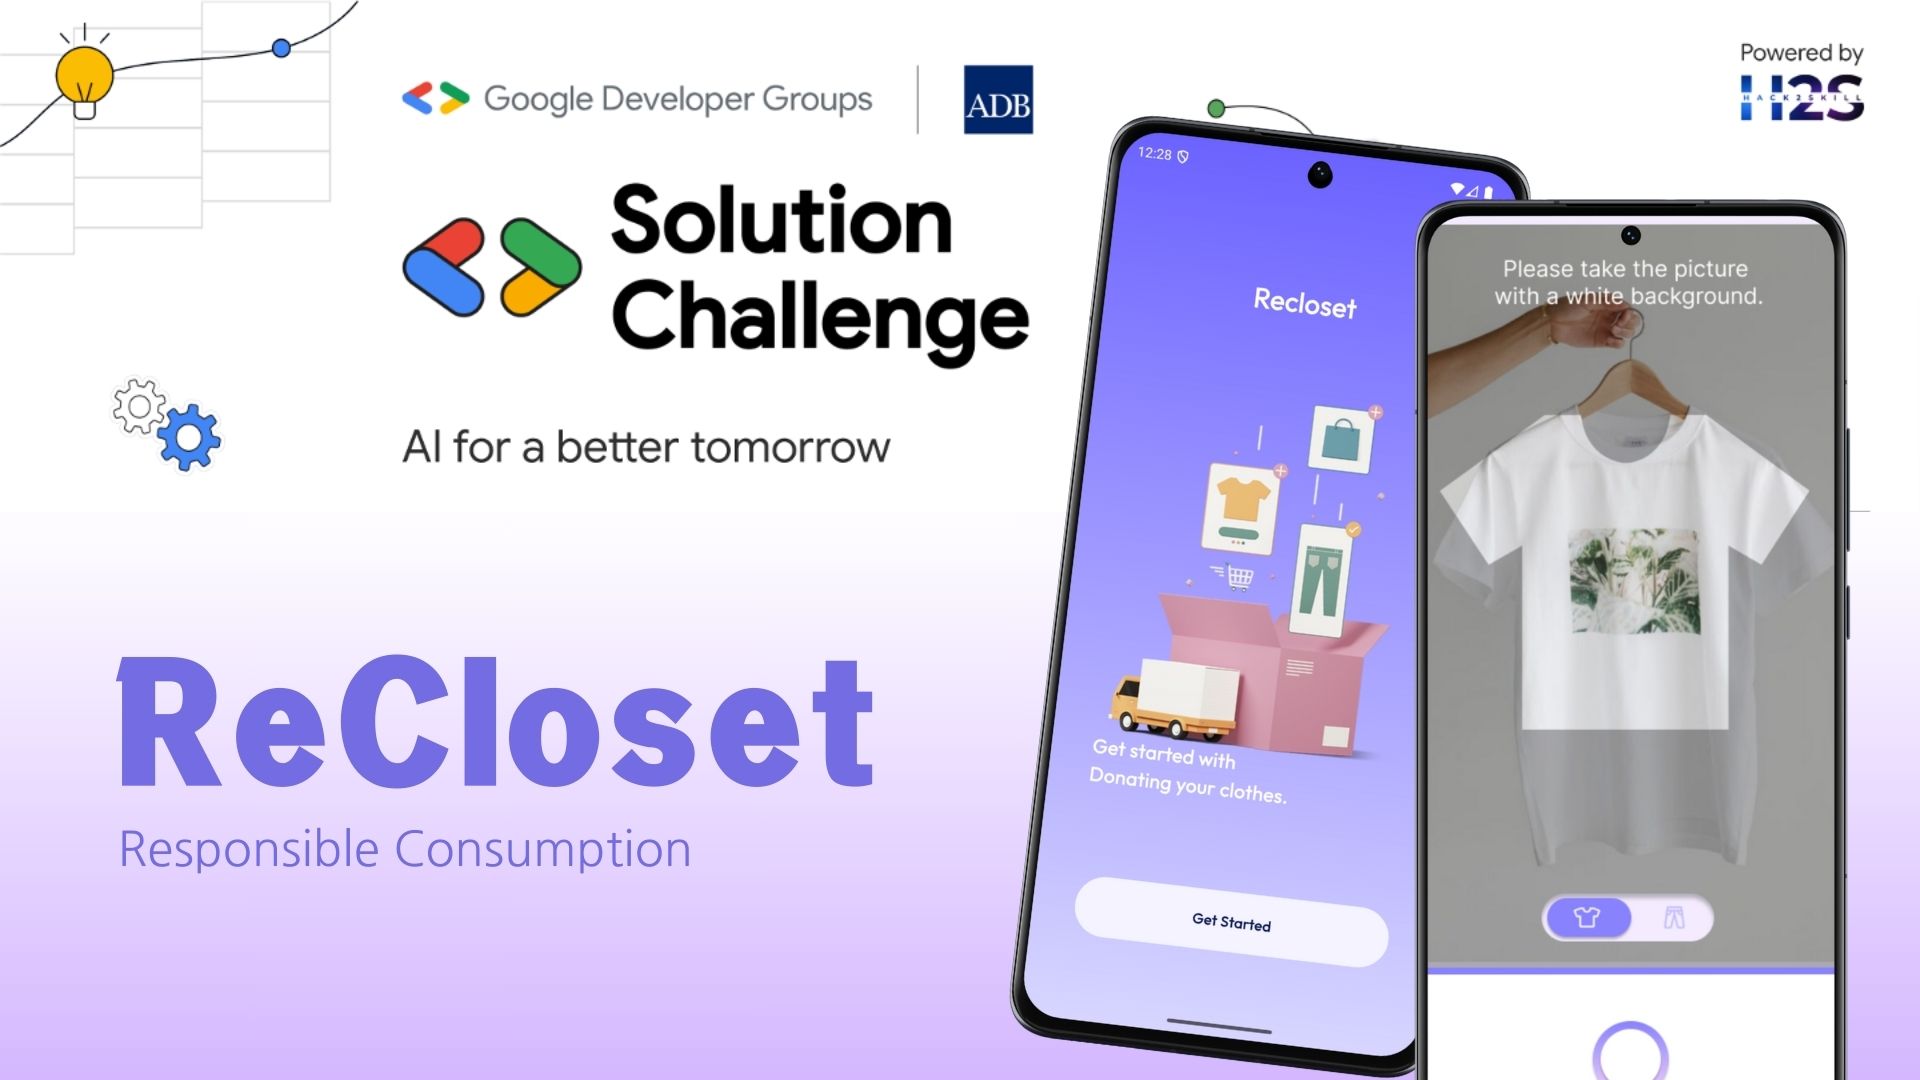 Powered by
H2S
HACK2SKILL
Google Developer Groups
ADB
Solution
Challenge
AI for a better tomorrow
ReCloset
Responsible Consumption
12:28
Recloset
Get started with
Donating your clothes.
Get Started
Please take the picture
with a white background.